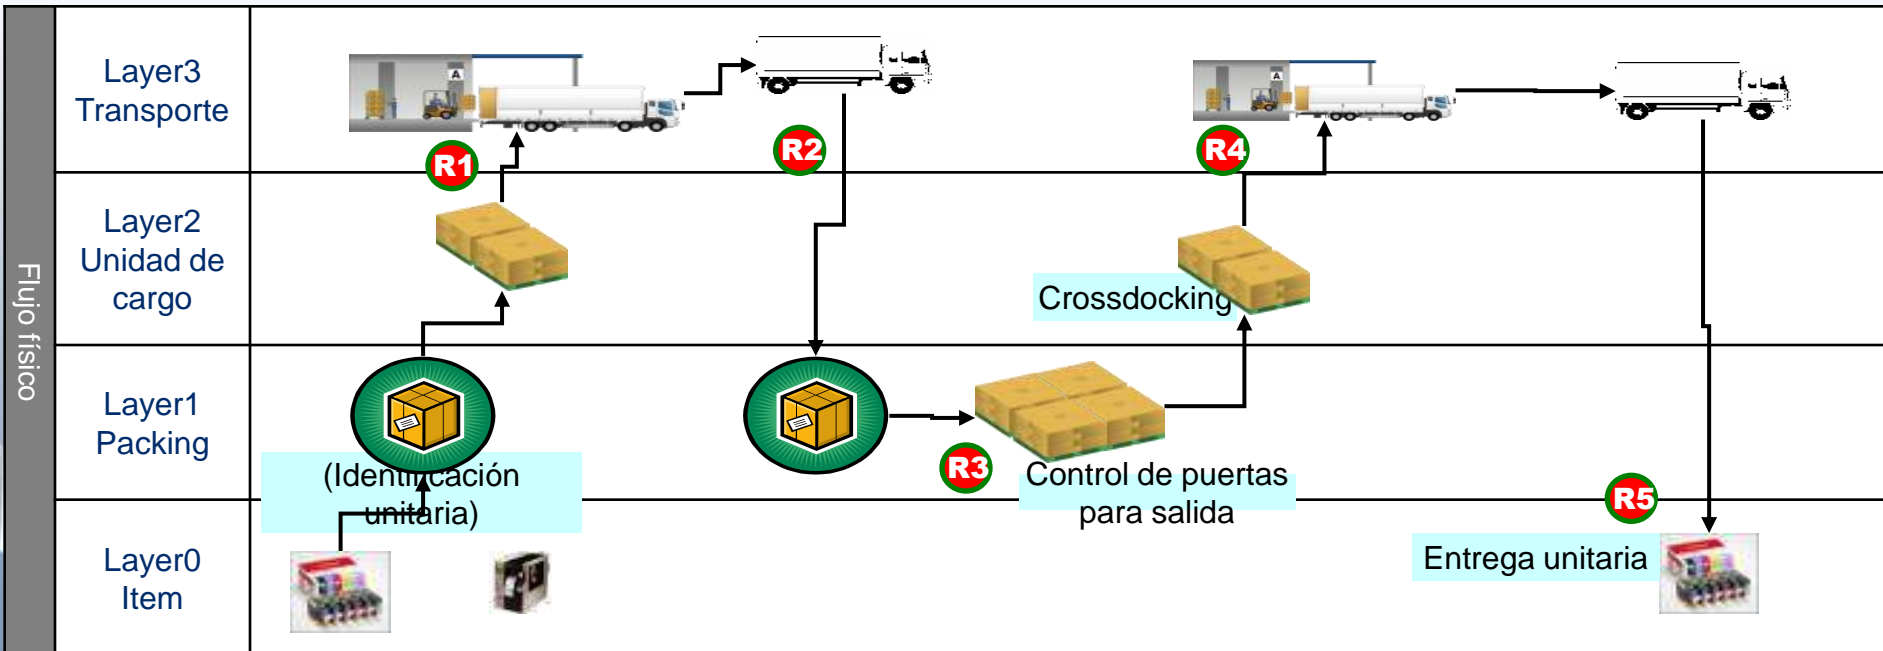 Flujo físico
Layer3
Transporte
A
A
R1
R2
R4
Layer2
Unidad de
cargo
Crossdocking
Layer1
Packing
(Identificación
unitaria)
R3
Control de puertas
para salida
R5
Layer0
Item
Entrega unitaria